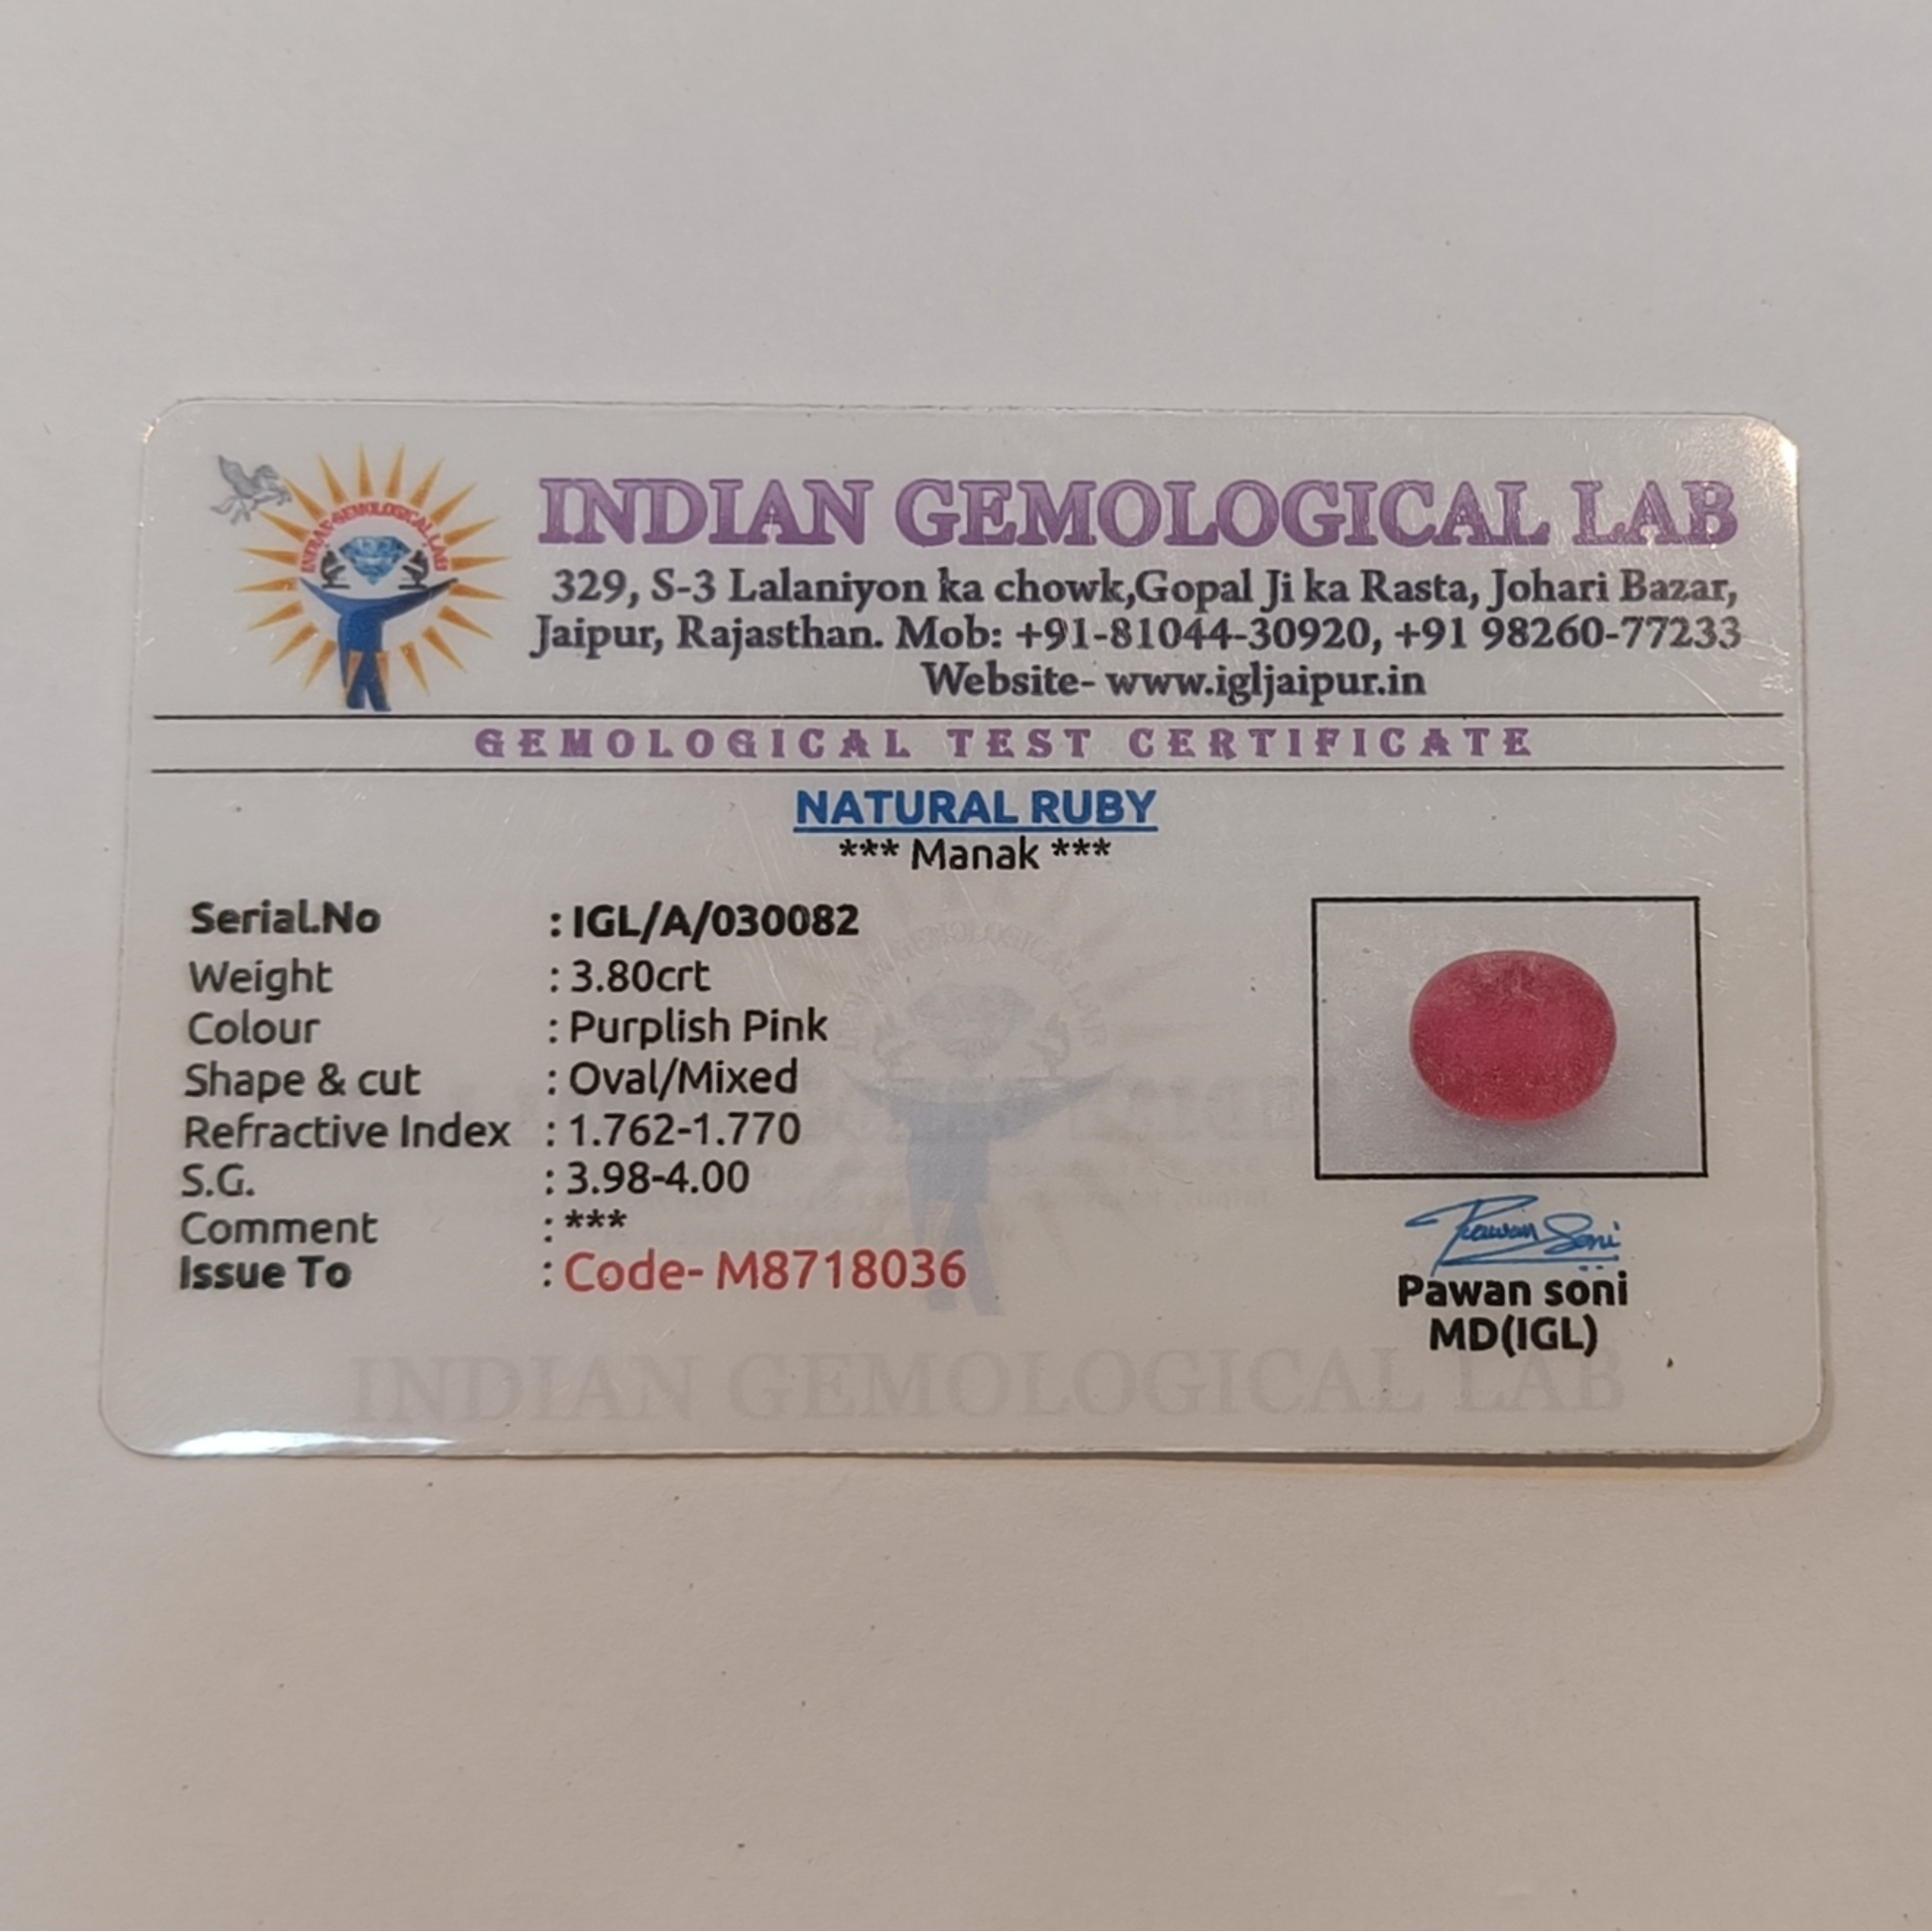 INDIAN GEMOLOGICAL LAB
INDIAN GEMOLOGICAL LAB
329, S-3 Lalaniyon ka chowk,Gopal Ji ka Rasta, Johari Bazar,
Jaipur, Rajasthan. Mob: +91-81044-30920, +91 98260-77233
Website- www.igljaipur.in
GEMOLOGICAL TEST CERTIFICATE
NATURAL RUBY
*** Manak ***
Serial.No : IGL/A/030082
Weight : 3.80crt
Colour : Purplish Pink
Shape & cut : Oval/Mixed
Refractive Index : 1.762-1.770
S.G. : 3.98-4.00
Comment : ***
Issue To : Code- M8718036
Pawan Soni
Pawan soni
MD(IGL)
INDIAN GEMOLOGICAL LAB